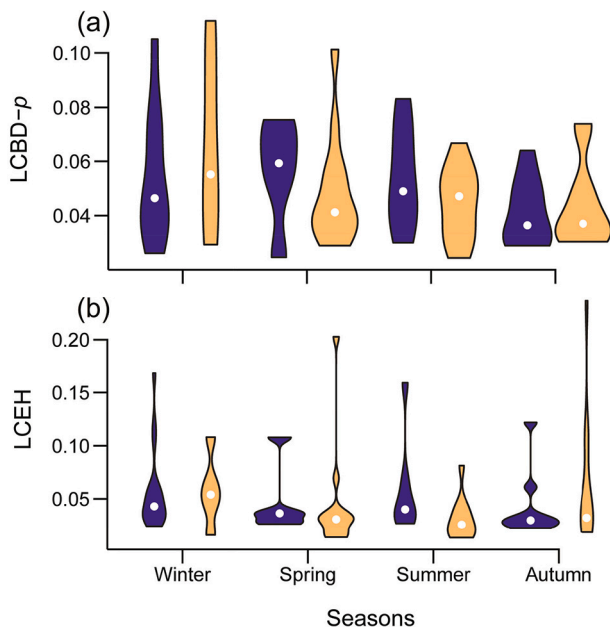 (a)
LCBD−p
0.10
0.08
0.06
0.04
(b)
LCEH
0.20
0.15
0.10
0.05
Winter Spring Summer Autumn
Seasons